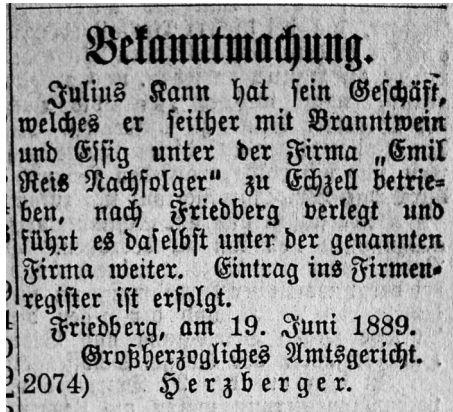 Bekanntmachung.
Julius Kann hat sein Geschäft,
welches er seither mit Branntwein
und Essig unter der Firma „Emil
Reis Nachfolger“ zu Echzell betrie-
ben, nach Friedberg verlegt und
führt es daselbst unter der genannten
Firma weiter. Eintrag ins Firmen-
register ist erfolgt.
Friedberg, am 19. Juni 1889.
Großherzogliches Amtsgericht.
2074) Herzberger.